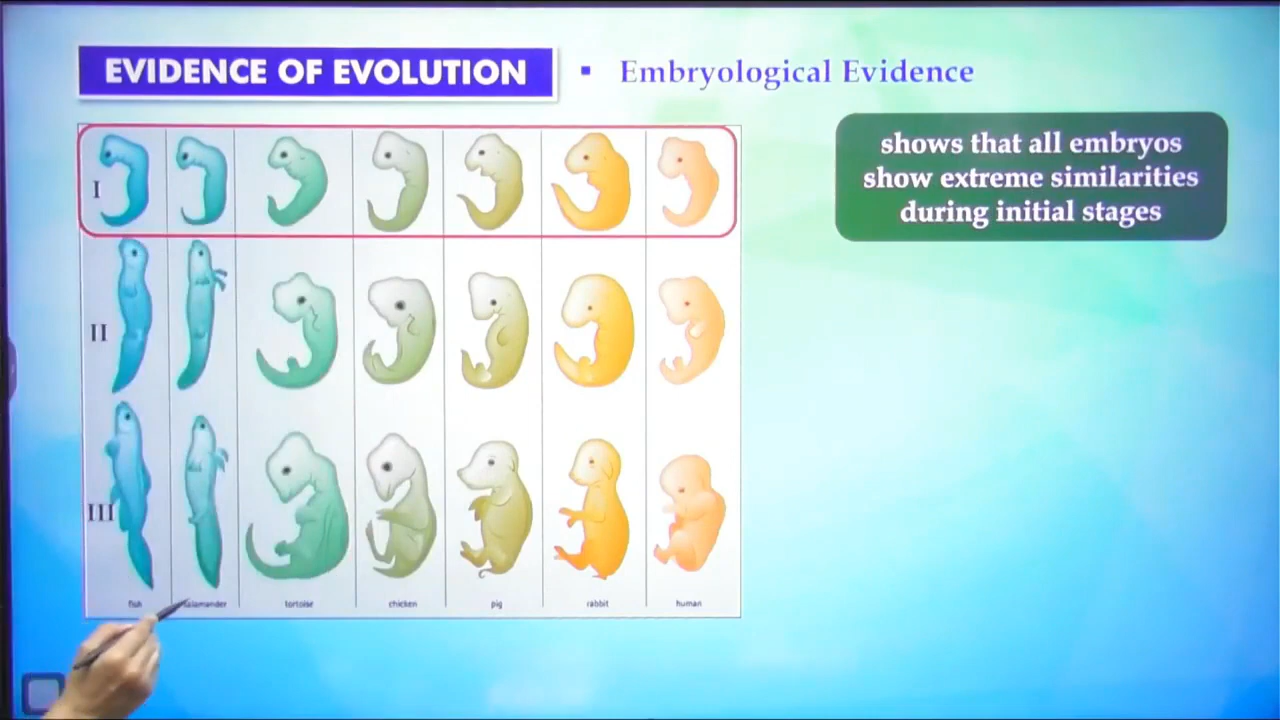 EVIDENCE OF EVOLUTION
▪ Embryological Evidence
shows that all embryos
show extreme similarities
during initial stages
I
II
III
fish salamander tortoise chicken pig rabbit human